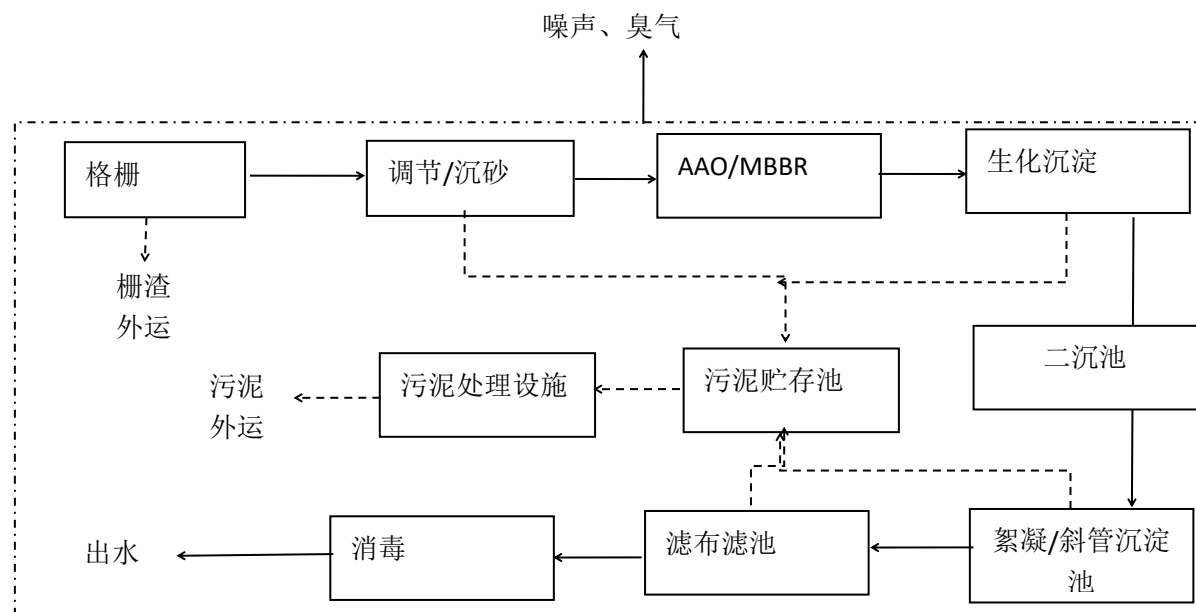 噪声、臭气
格栅
调节/沉砂
AAO/MBBR
生化沉淀
栅渣
外运
二沉池
污泥
外运
污泥处理设施
污泥贮存池
出水
消毒
滤布滤池
絮凝/斜管沉淀
池